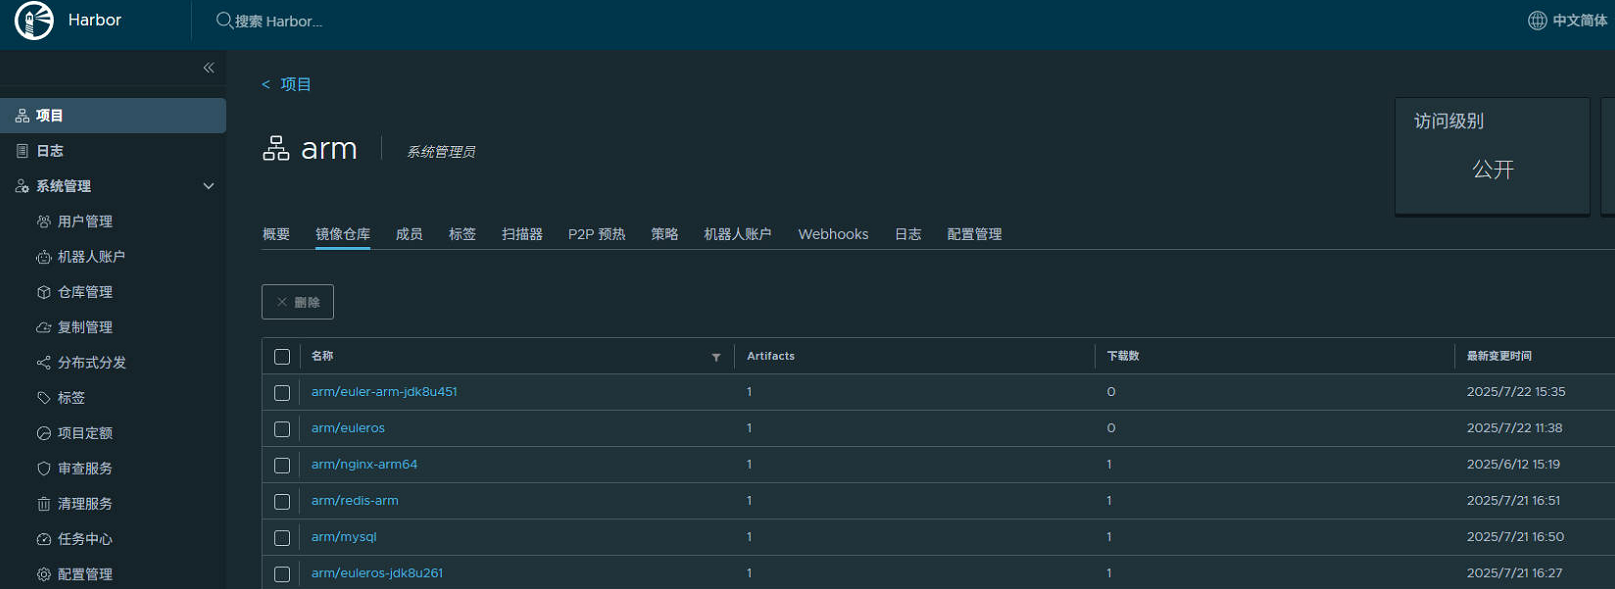 Harbor
搜索 Harbor...
中文简体
项目
日志
系统管理
用户管理
机器人账户
仓库管理
复制管理
分布式分发
标签
项目定额
审查服务
清理服务
任务中心
配置管理
< 项目
arm
系统管理员
访问级别
公开
概要 镜像仓库 成员 标签 扫描器 P2P 预热 策略 机器人账户 Webhooks 日志 配置管理
删除
名称 Artifacts 下载数 最新变更时间
arm/euler-arm-jdk8u451 1 0 2025/7/22 15:35
arm/euleros 1 0 2025/7/22 11:38
arm/nginx-arm64 1 1 2025/6/12 15:19
arm/redis-arm 1 1 2025/7/21 16:51
arm/mysql 1 1 2025/7/21 16:50
arm/euleros-jdk8u261 1 1 2025/7/21 16:27